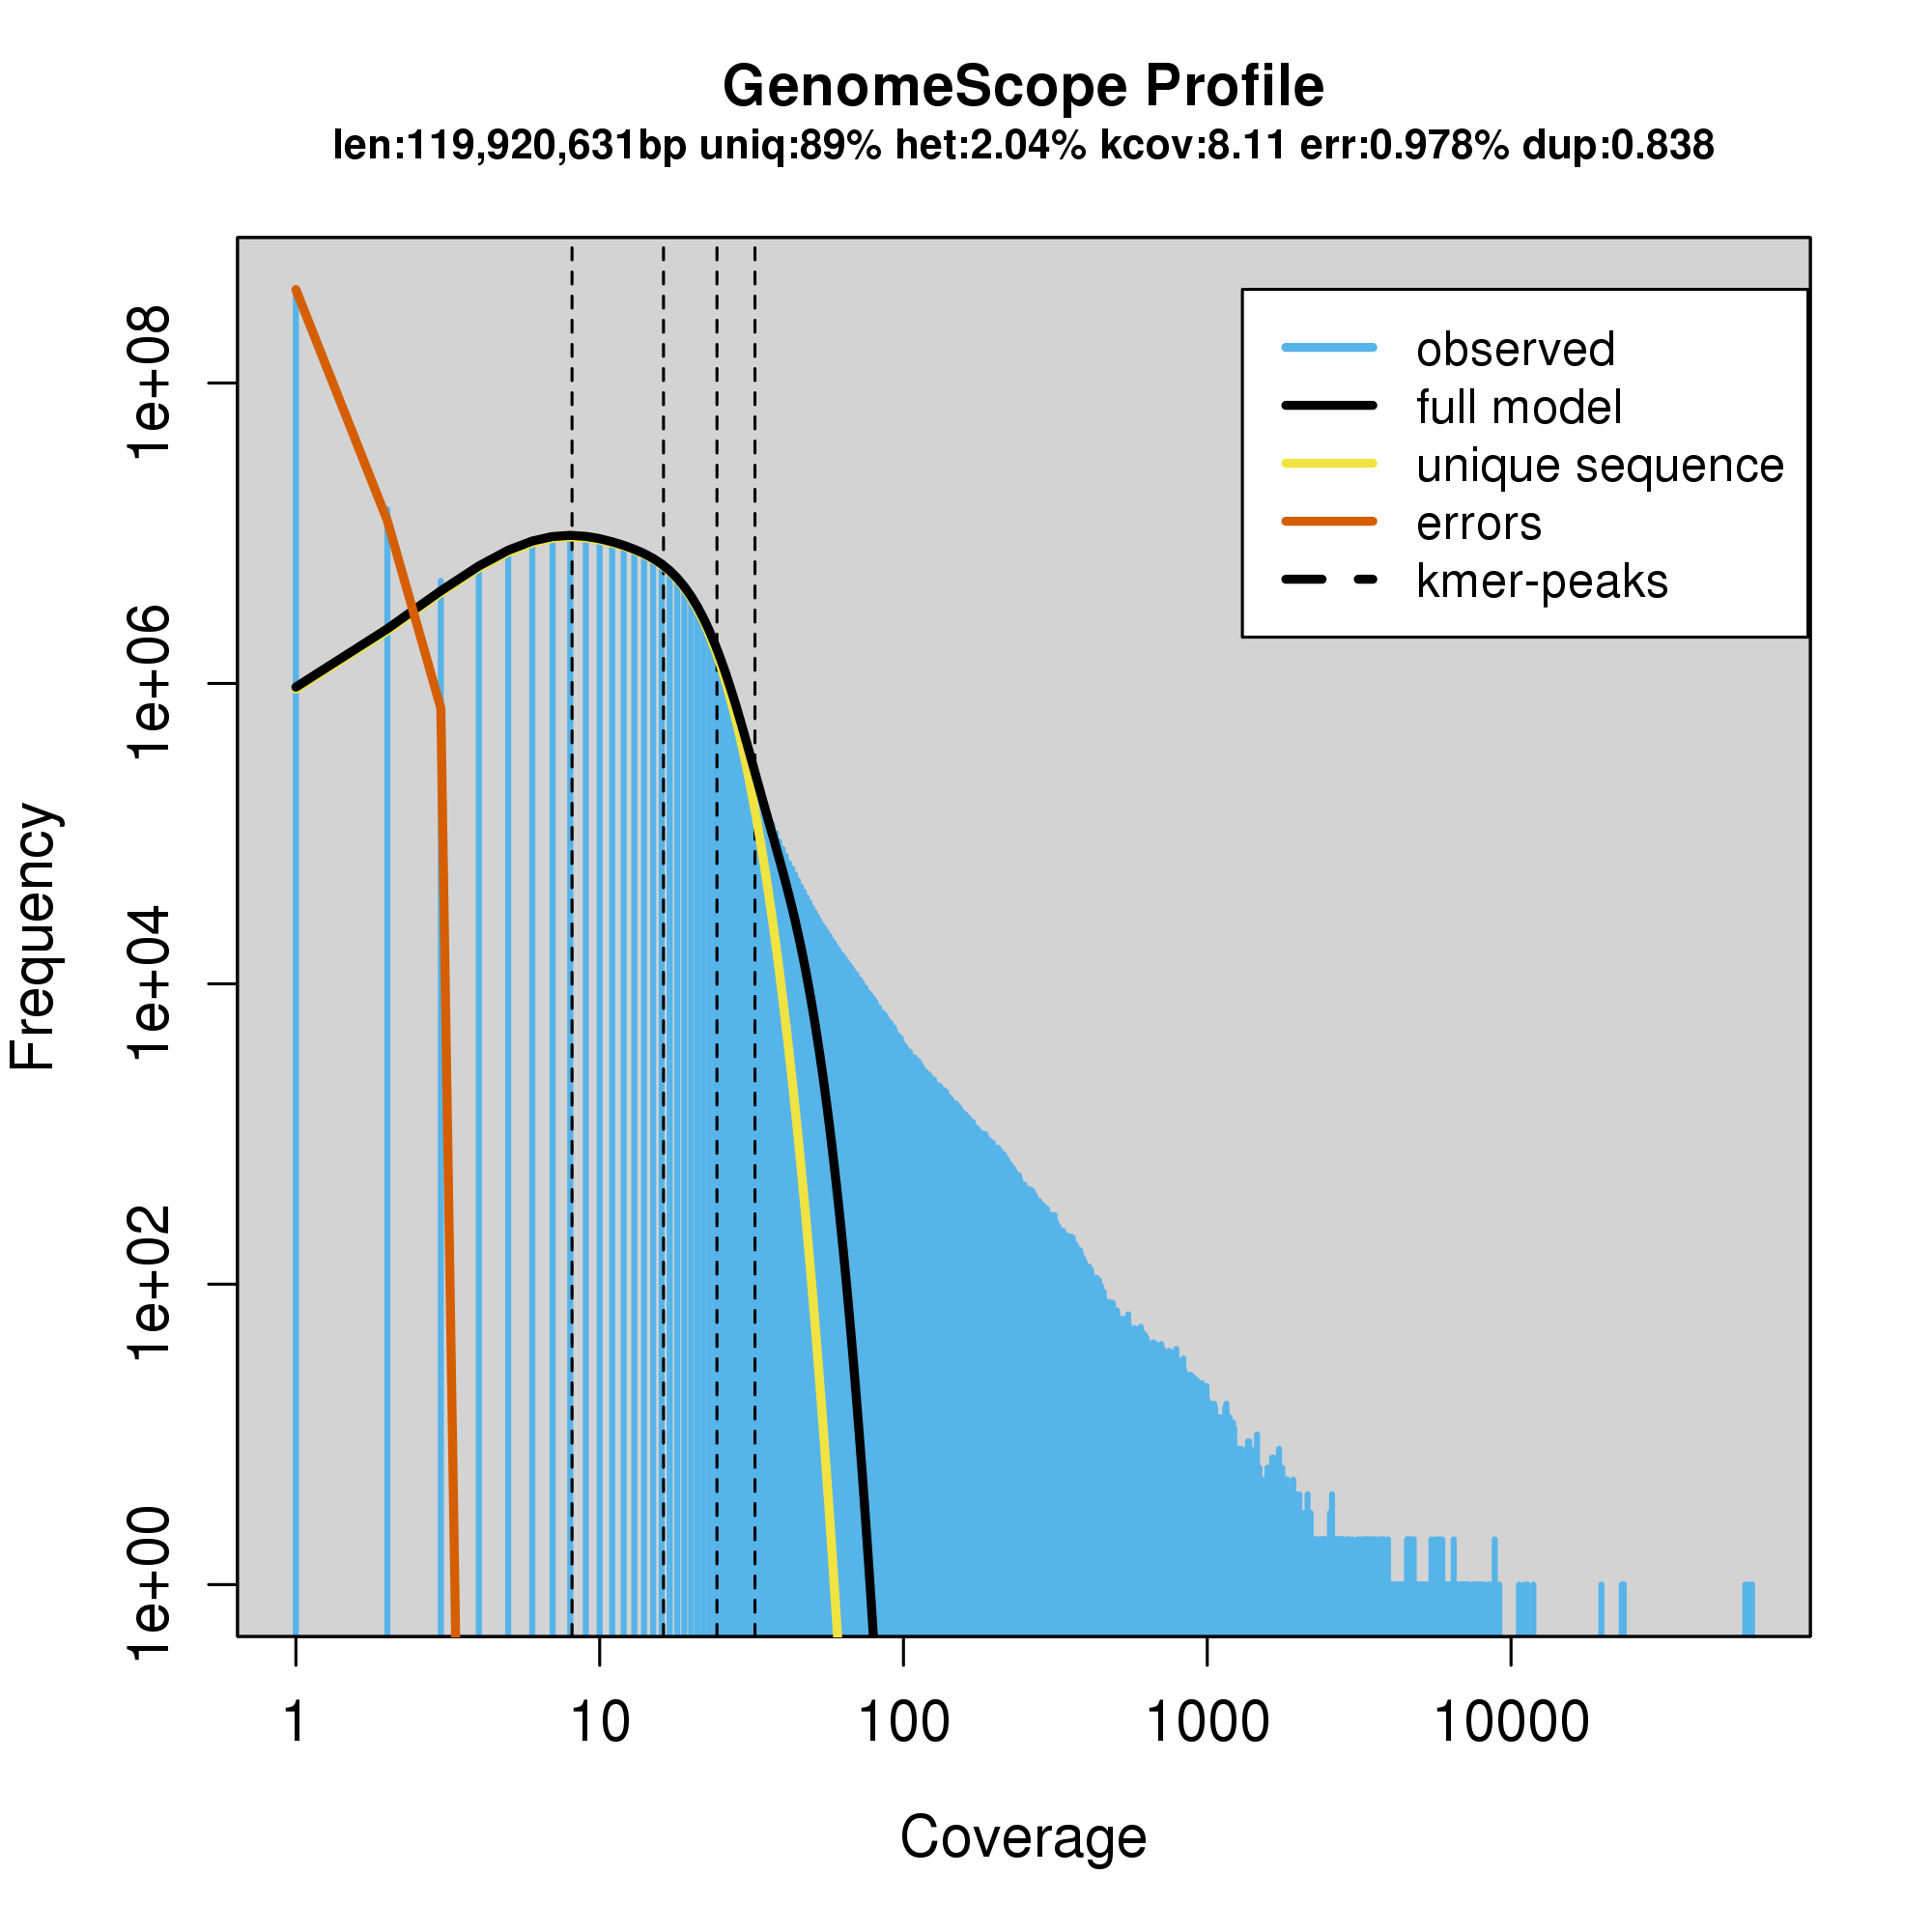 GenomeScope Profile
len:119,920,631bp uniq:89% het:2.04% kcov:8.11 err:0.978% dup:0.838
observed
full model
unique sequence
errors
kmer-peaks
1e+08
1e+06
1e+04
1e+02
1e+00
Frequency
1 10 100 1000 10000
Coverage